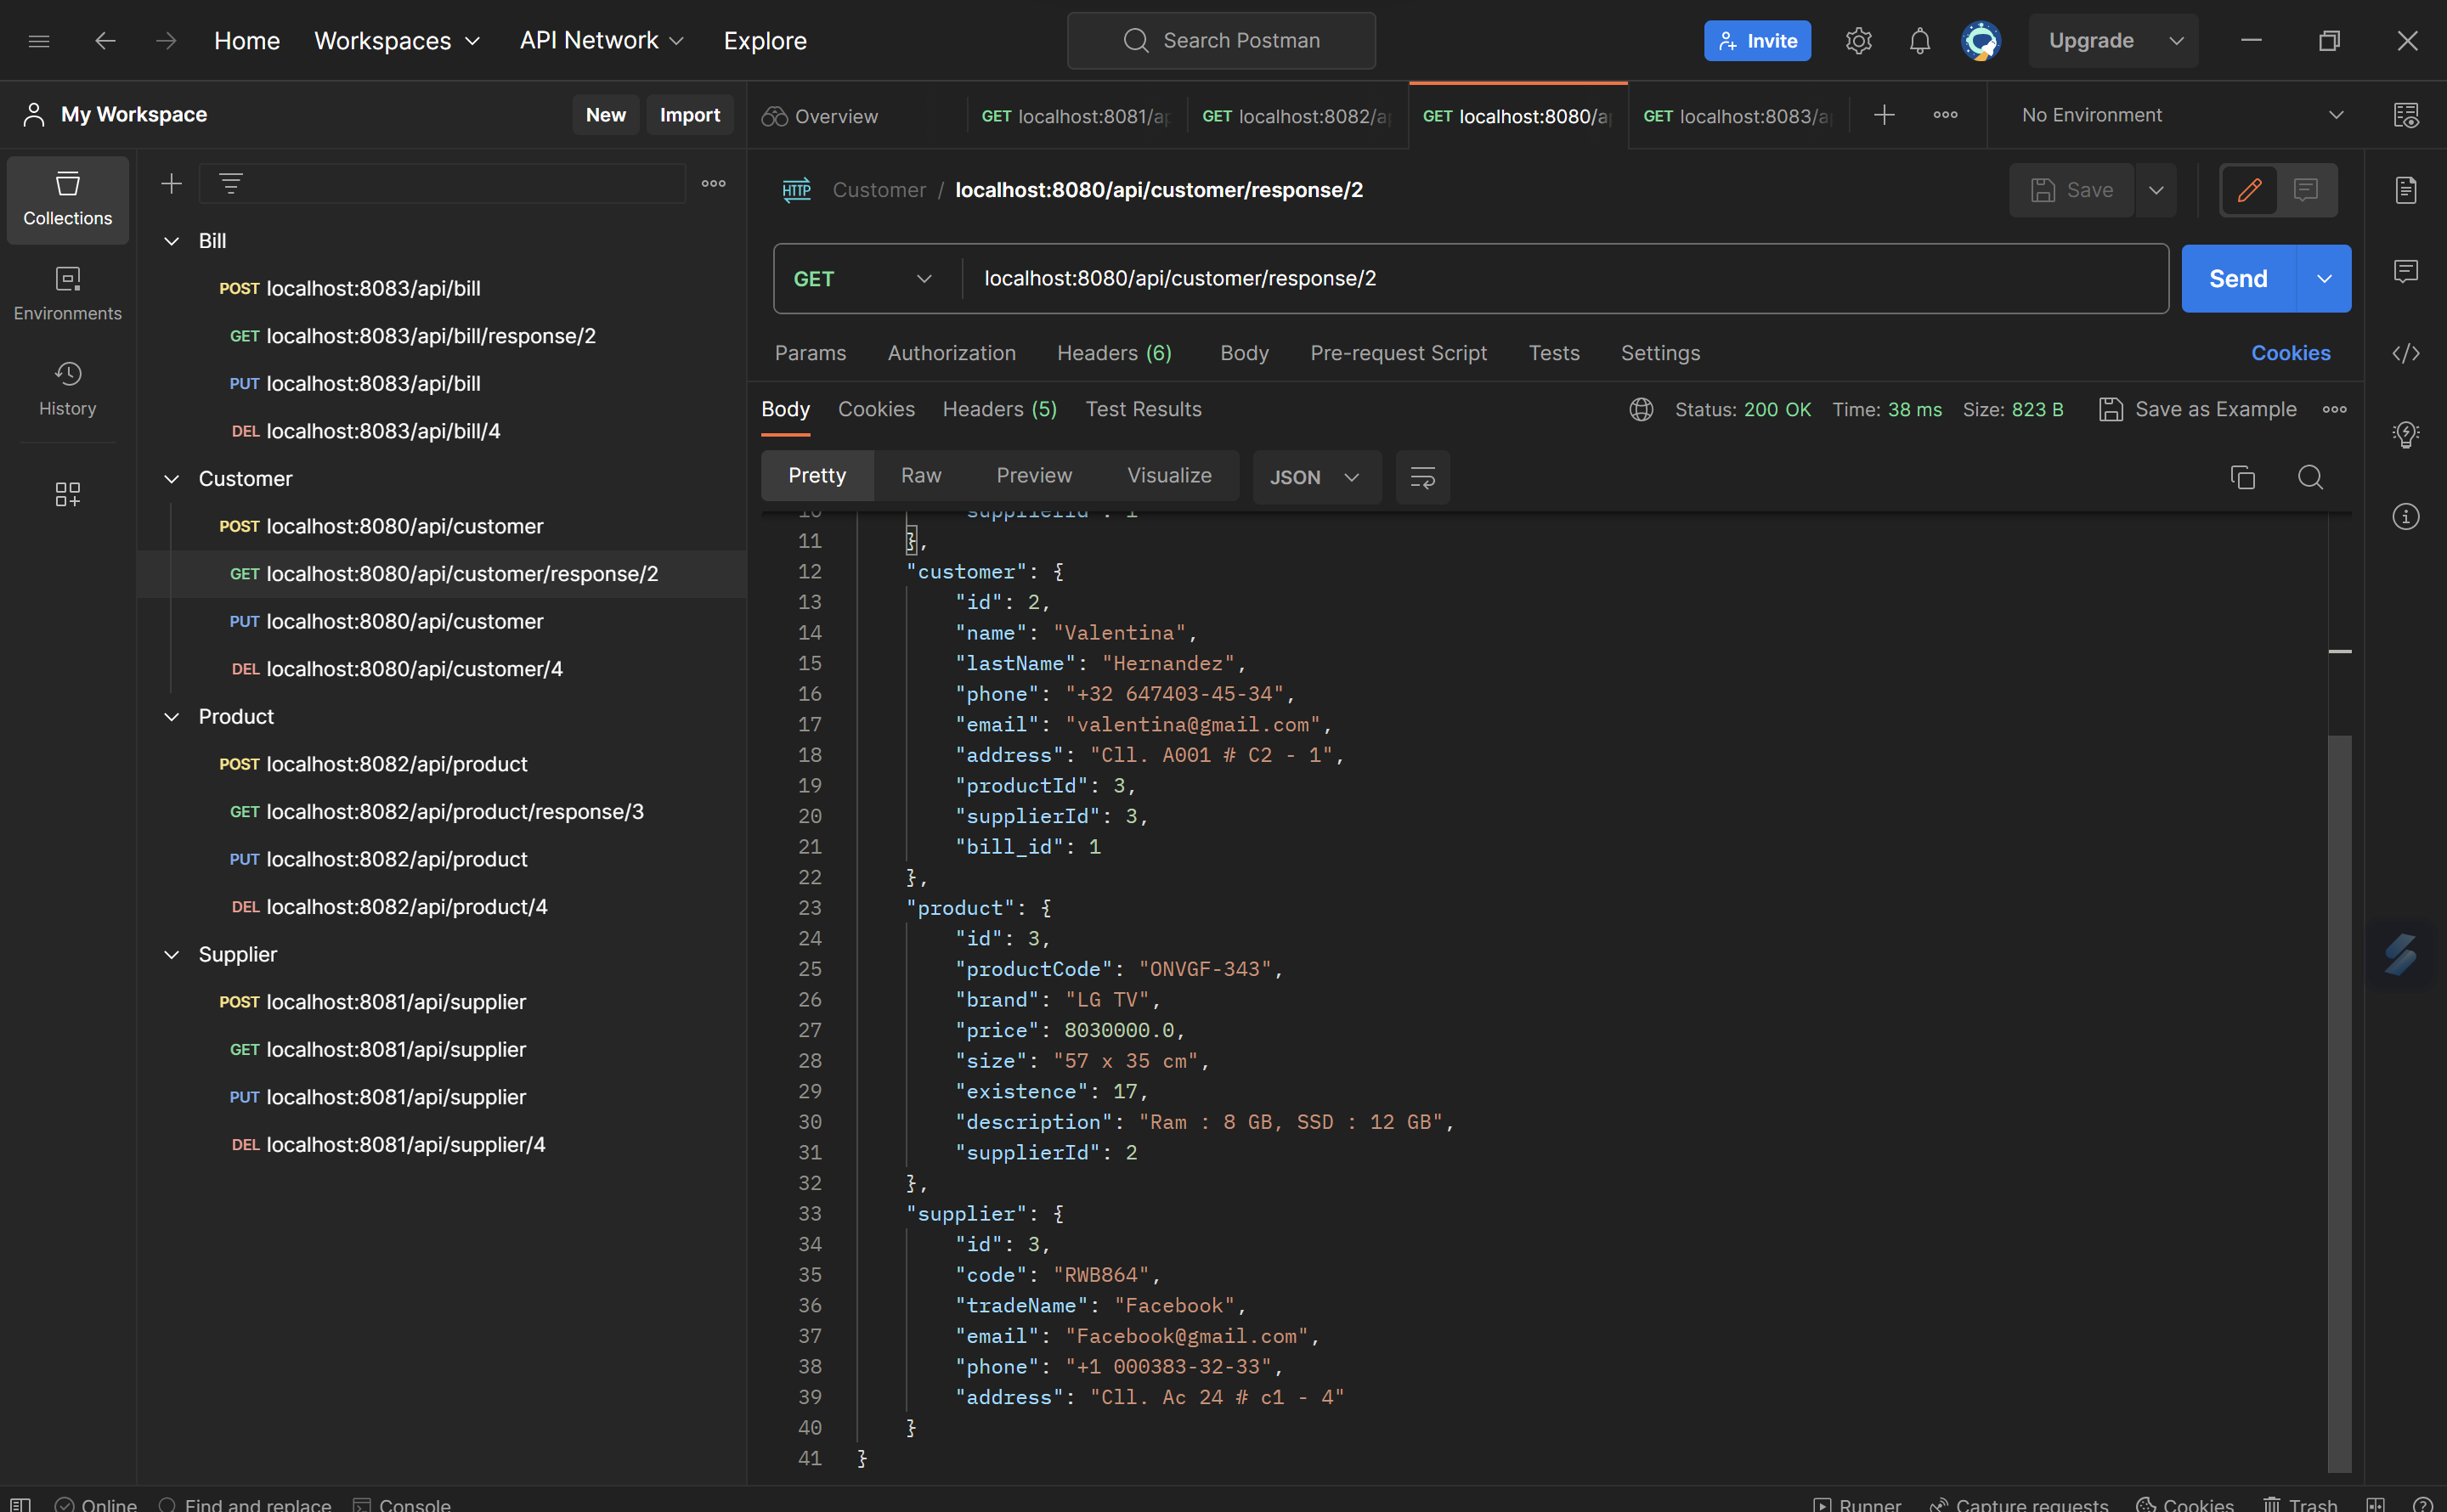 Home Workspaces API Network Explore Search Postman Invite Upgrade
My Workspace New Import Overview GET localhost:8081/ap GET localhost:8082/a GET localhost:8080/a GET localhost:8083/a No Environment
Collections
Environments
History
Bill
POST localhost:8083/api/bill
GET localhost:8083/api/bill/response/2
PUT localhost:8083/api/bill
DEL localhost:8083/api/bill/4
Customer
POST localhost:8080/api/customer
GET localhost:8080/api/customer/response/2
PUT localhost:8080/api/customer
DEL localhost:8080/api/customer/4
Product
POST localhost:8082/api/product
GET localhost:8082/api/product/response/3
PUT localhost:8082/api/product
DEL localhost:8082/api/product/4
Supplier
POST localhost:8081/api/supplier
GET localhost:8081/api/supplier
PUT localhost:8081/api/supplier
DEL localhost:8081/api/supplier/4
HTTP Customer / localhost:8080/api/customer/response/2 Save
GET localhost:8080/api/customer/response/2 Send
Params Authorization Headers (6) Body Pre-request Script Tests Settings Cookies
Body Cookies Headers (5) Test Results Status: 200 OK Time: 38 ms Size: 823 B Save as Example
Pretty Raw Preview Visualize JSON
10 "supplierId": 1
11 },
12 "customer": {
13 "id": 2,
14 "name": "Valentina",
15 "lastName": "Hernandez",
16 "phone": "+32 647403-45-34",
17 "email": "valentina@gmail.com",
18 "address": "Cll. A001 # C2 - 1",
19 "productId": 3,
20 "supplierId": 3,
21 "bill_id": 1
22 },
23 "product": {
24 "id": 3,
25 "productCode": "ONVGF-343",
26 "brand": "LG TV",
27 "price": 8030000.0,
28 "size": "57 x 35 cm",
29 "existence": 17,
30 "description": "Ram : 8 GB, SSD : 12 GB",
31 "supplierId": 2
32 },
33 "supplier": {
34 "id": 3,
35 "code": "RWB864",
36 "tradeName": "Facebook",
37 "email": "Facebook@gmail.com",
38 "phone": "+1 000383-32-33",
39 "address": "Cll. Ac 24 # c1 - 4"
40 }
41 }
Online Find and replace Console Runner Capture requests Cookies Trash